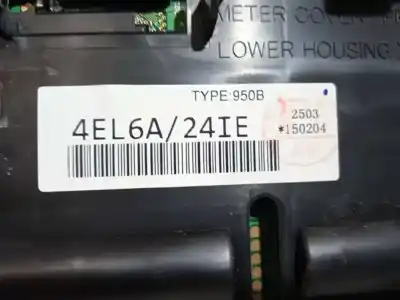 METER COVER
LOWER HOUSING
TYPE 950B
4EL6A/24IE
2503
*150204